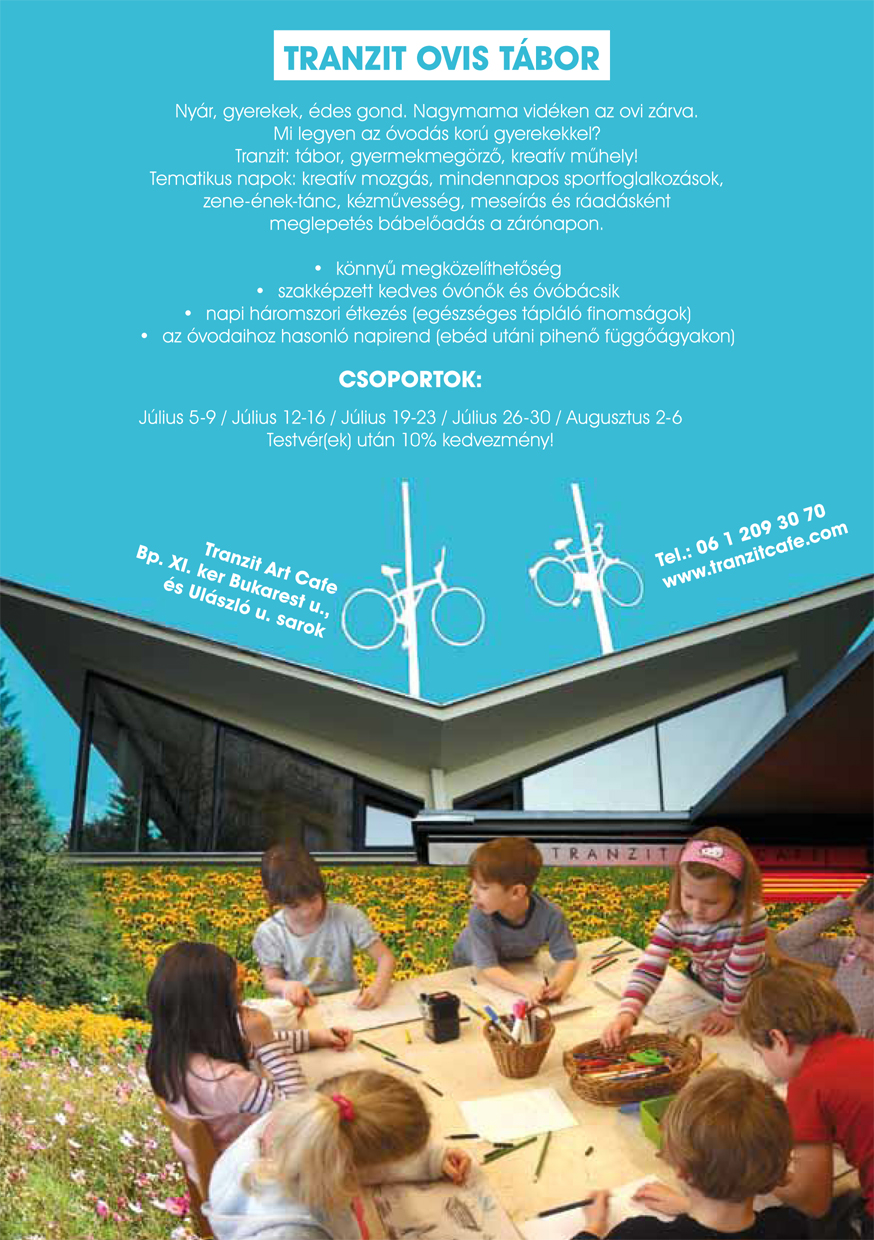 TRANZIT OVIS TÁBOR
Nyár, gyerekek, édes gond. Nagymama vidéken az ovi zárva.
Mi legyen az óvodás korú gyerekekkel?
Tranzit: tábor, gyermekmegörző, kreatív műhely!
Tematikus napok: kreatív mozgás, mindennapos sportfoglalkozások,
zene-ének-tánc, kézművesség, meseírás és ráadásként
meglepetés bábelőadás a zárónapon.
• könnyű megközelíthetőség
• szakképzett kedves óvónők és óvóbácsik
• napi háromszori étkezés (egészséges tápláló finomságok)
• az óvodaihoz hasonló napirend (ebéd utáni pihenő függőágyakon)
CSOPORTOK:
Július 5-9 / Július 12-16 / Július 19-23 / Július 26-30 / Augusztus 2-6
Testvér(ek) után 10% kedvezmény!
Tranzit Art Cafe
Bp. XI. ker Bukarest u.,
és Ulászló u. sarok
Tel.: 06 1 209 30 70
www.tranzitcafe.com
TRANZIT